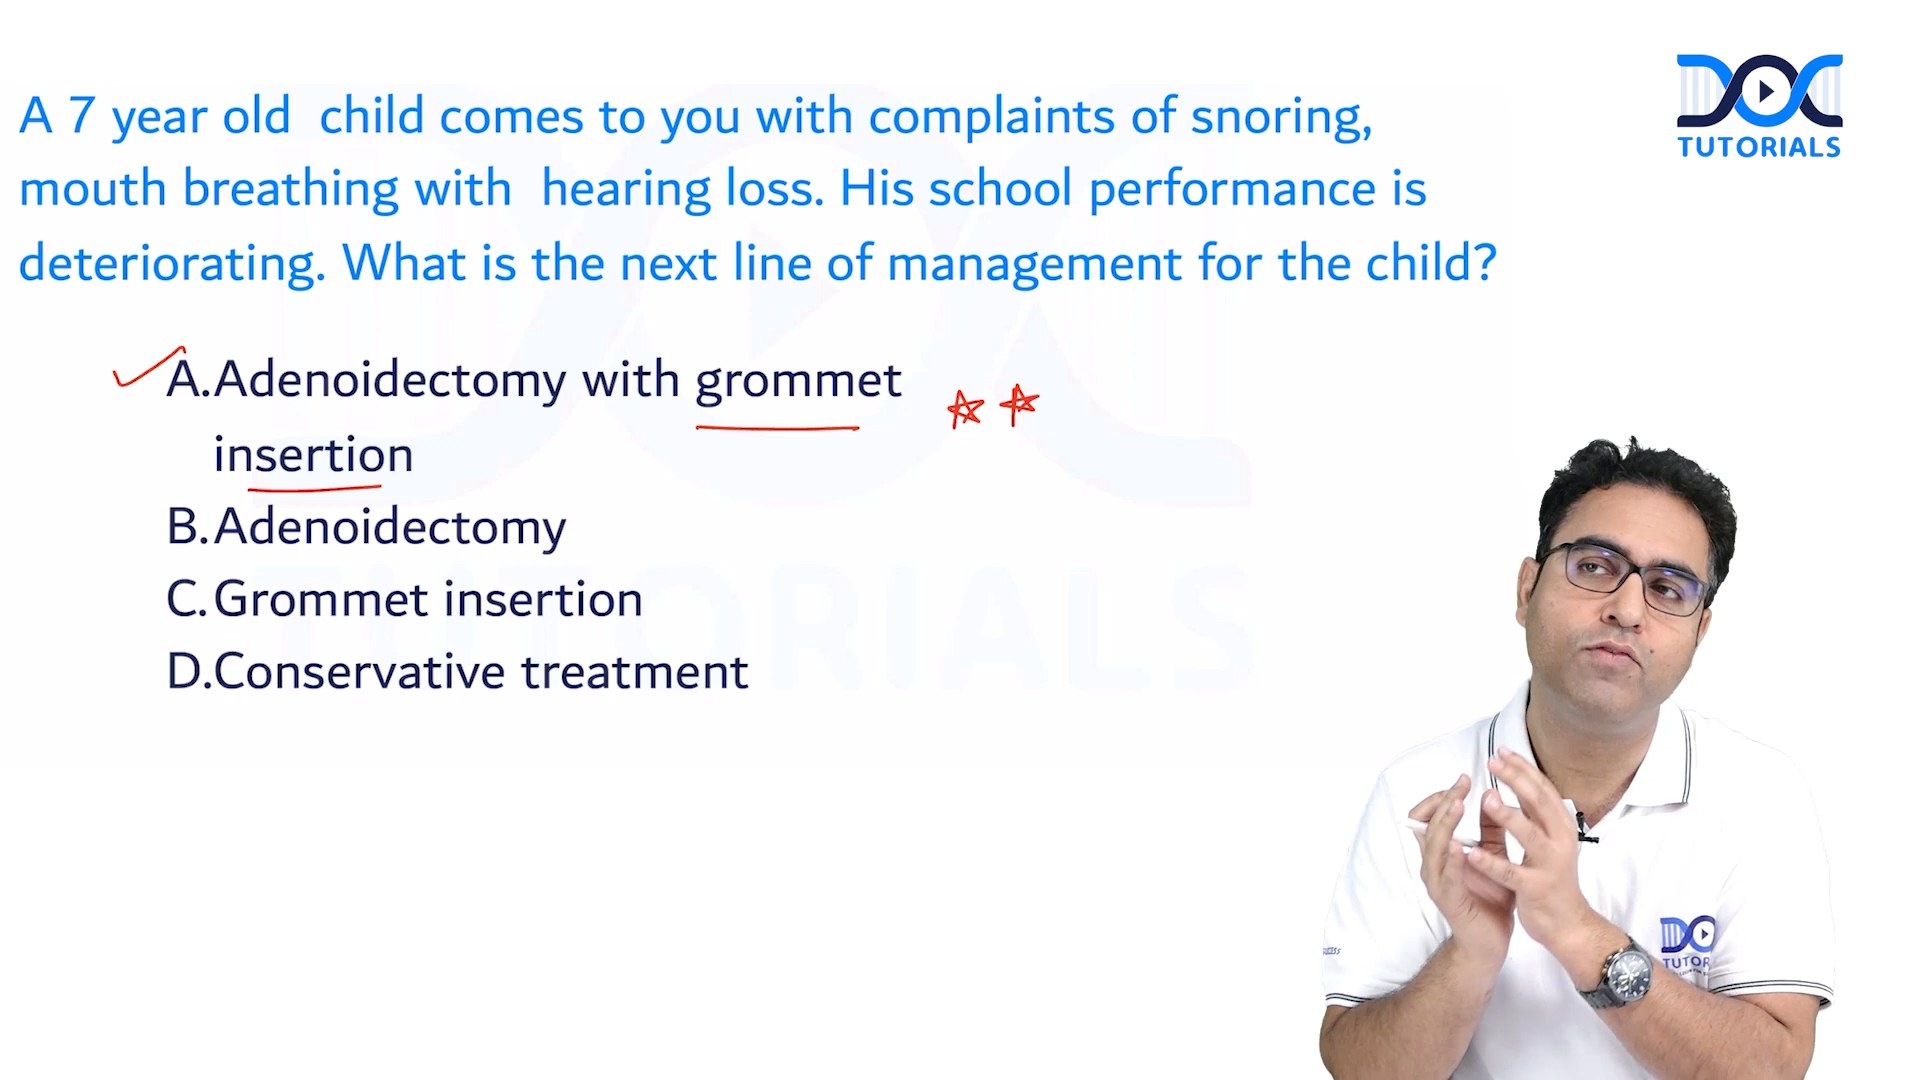 A 7 year old child comes to you with complaints of snoring,
mouth breathing with hearing loss. His school performance is
deteriorating. What is the next line of management for the child?
A.Adenoidectomy with grommet
insertion
B.Adenoidectomy
C.Grommet insertion
D.Conservative treatment
DOC
TUTORIALS
TUTORIALS